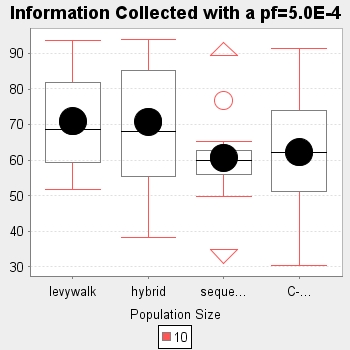 Information Collected with a pf=5.0E-4
90
80
70
60
50
40
30
levywalk hybrid seque... C-...
Population Size
10